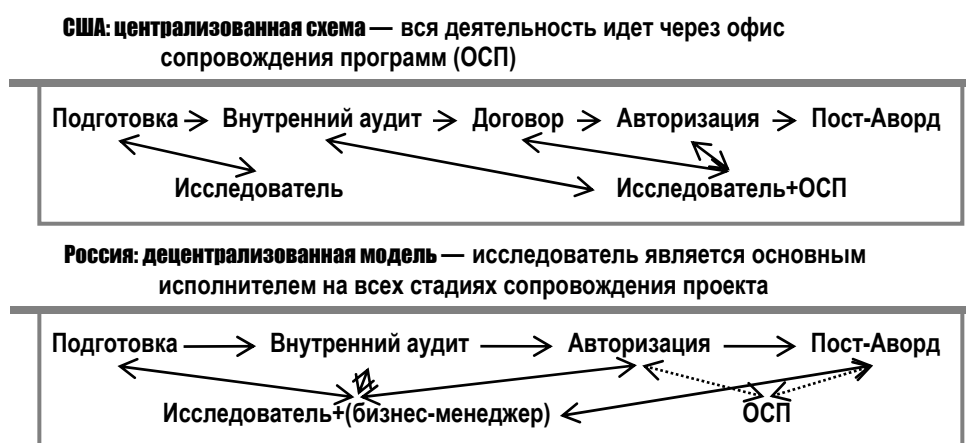 США: централизованная схема — вся деятельность идет через офис
сопровождения программ (ОСП)
Подготовка Внутренний аудит Договор Авторизация Пост-Аворд
Исследователь Исследователь+ОСП
Россия: децентрализованная модель — исследователь является основным
исполнителем на всех стадиях сопровождения проекта
Подготовка Внутренний аудит Авторизация Пост-Аворд
Исследователь+(бизнес-менеджер) ОСП